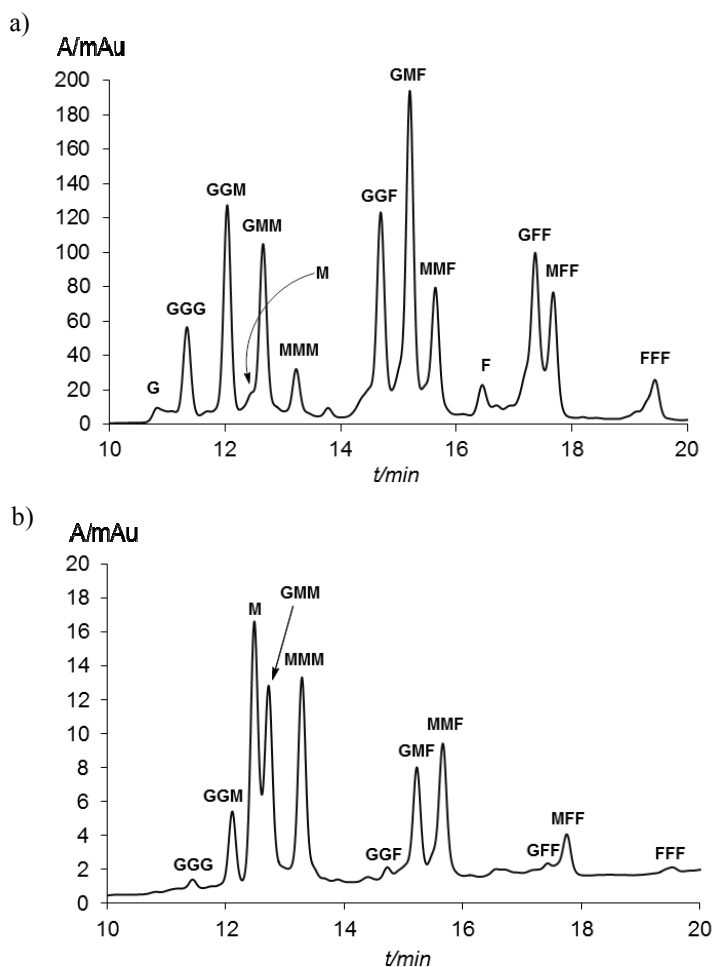 a)
A/mAu
200
180
160
140
120
100
80
60
40
20
0
G
GGG
GGM
GMM
M
MMM
GGF
GMF
MMF
F
GFF
MFF
FFF
10 12 14 16 18 20
t/min
b)
A/mAu
20
18
16
14
12
10
8
6
4
2
0
GGG
GGM
M
GMM
MMM
GGF
GMF
MMF
GFF
MFF
FFF
10 12 14 16 18 20
t/min